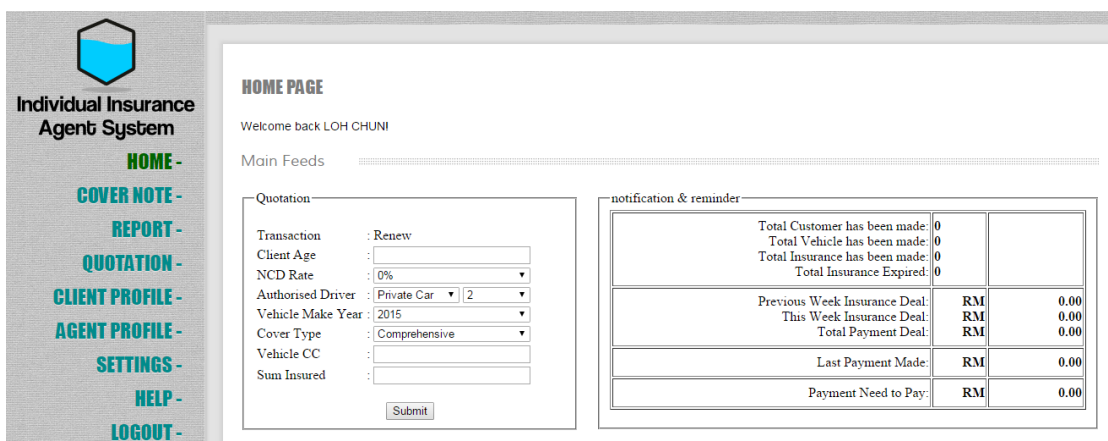 Individual Insurance
Agent System
HOME -
COVER NOTE -
REPORT -
QUOTATION -
CLIENT PROFILE -
AGENT PROFILE -
SETTINGS -
HELP -
LOGOUT -
HOME PAGE
Welcome back LOH CHUN!
Main Feeds
Quotation
Transaction : Renew
Client Age :
NCD Rate : 0%
Authorised Driver : Private Car 2
Vehicle Make Year : 2015
Cover Type : Comprehensive
Vehicle CC :
Sum Insured :
Submit
notification & reminder
Total Customer has been made: 0
Total Vehicle has been made: 0
Total Insurance has been made: 0
Total Insurance Expired: 0
Previous Week Insurance Deal: RM 0.00
This Week Insurance Deal: RM 0.00
Total Payment Deal: RM 0.00
Last Payment Made: RM 0.00
Payment Need to Pay: RM 0.00